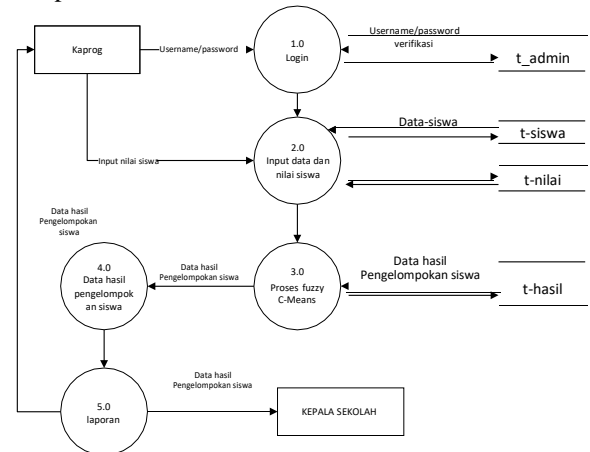 Kaprog
Username/password
1.0
Login
Username/password
verifikasi
t_admin
Data-siswa
t-siswa
2.0
Input data dan
nilai siswa
Input nilai siswa
t-nilai
Data hasil
Pengelompokan
siswa
4.0
Data hasil
pengelompok
an siswa
Data hasil
Pengelompokan siswa
3.0
Proses fuzzy
C-Means
Data hasil
Pengelompokan siswa
t-hasil
Data hasil
Pengelompokan siswa
5.0
laporan
KEPALA SEKOLAH